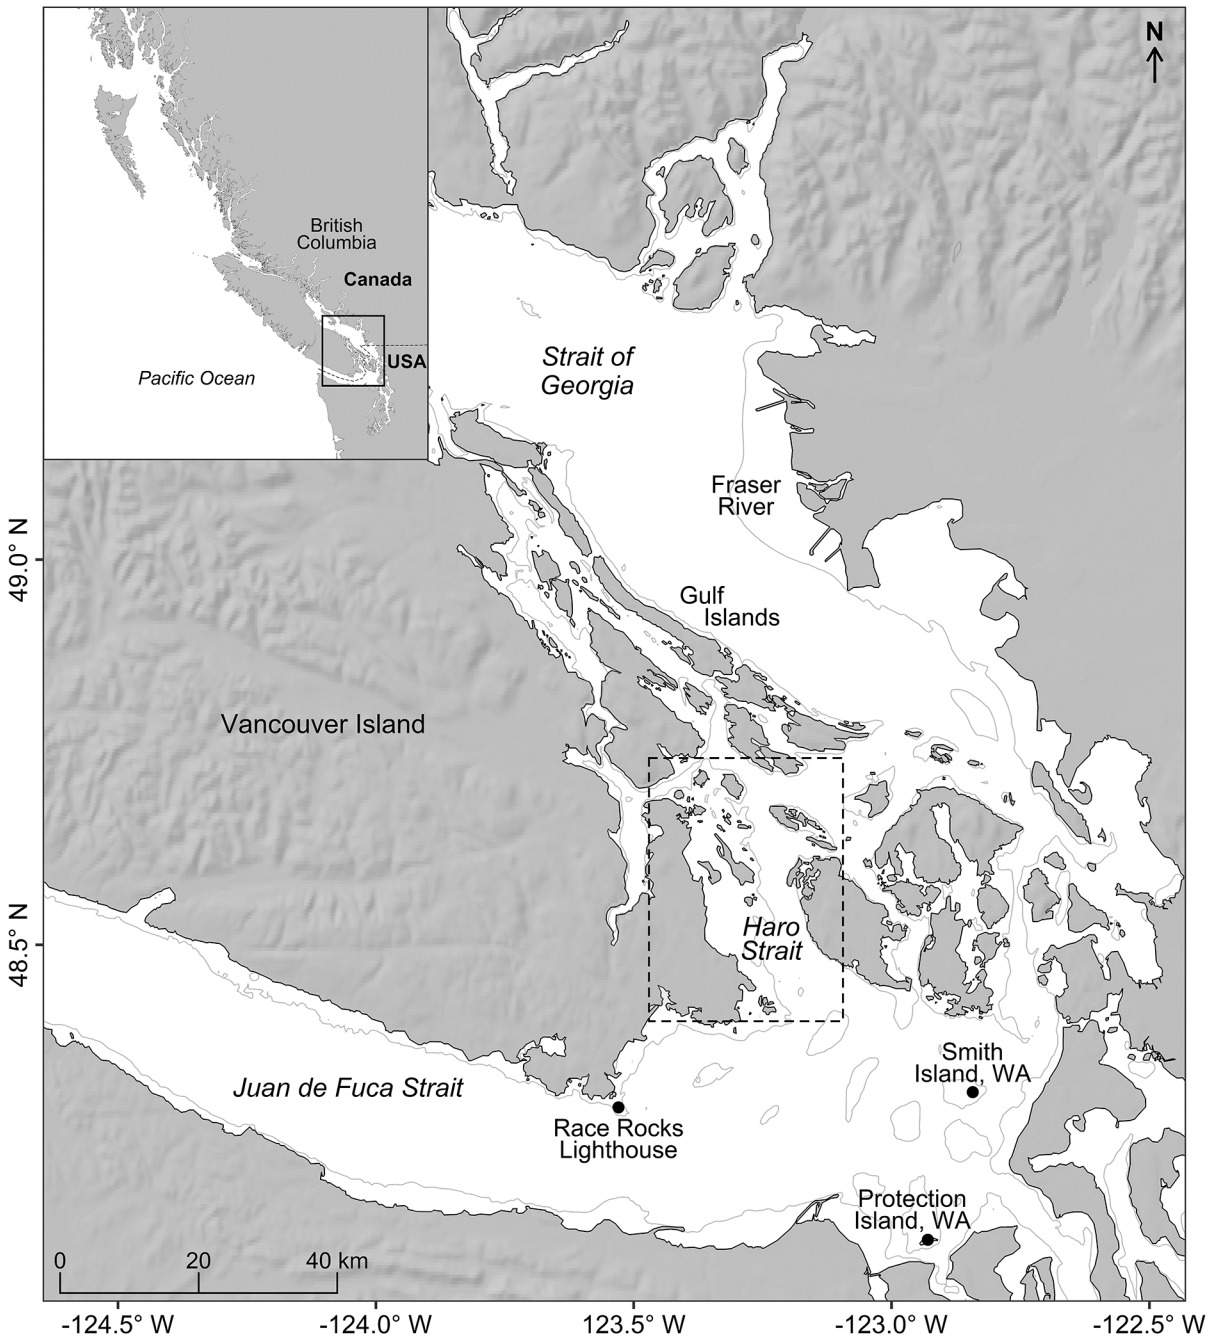 N
British
Columbia
Canada
USA
Pacific Ocean
Strait of
Georgia
Fraser
River
49.0° N
Gulf
Islands
Vancouver Island
48.5° N
Haro
Strait
Smith
Island, WA
Juan de Fuca Strait
Race Rocks
Lighthouse
Protection
Island, WA
0 20 40 km
-124.5° W -124.0° W 123.5° W -123.0° W -122.5° W